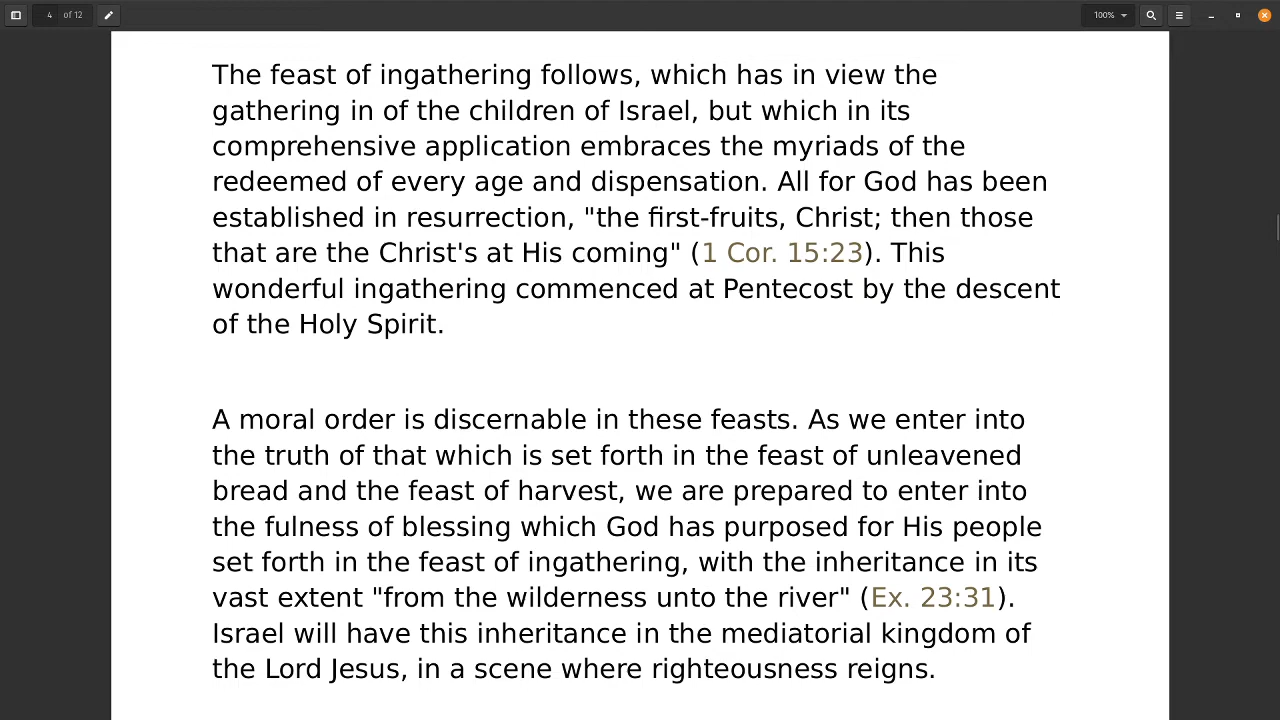 4 of 12
100%
The feast of ingathering follows, which has in view the
gathering in of the children of Israel, but which in its
comprehensive application embraces the myriads of the
redeemed of every age and dispensation. All for God has been
established in resurrection, "the first-fruits, Christ; then those
that are the Christ's at His coming" (1 Cor. 15:23). This
wonderful ingathering commenced at Pentecost by the descent
of the Holy Spirit.
A moral order is discernable in these feasts. As we enter into
the truth of that which is set forth in the feast of unleavened
bread and the feast of harvest, we are prepared to enter into
the fulness of blessing which God has purposed for His people
set forth in the feast of ingathering, with the inheritance in its
vast extent "from the wilderness unto the river" (Ex. 23:31).
Israel will have this inheritance in the mediatorial kingdom of
the Lord Jesus, in a scene where righteousness reigns.